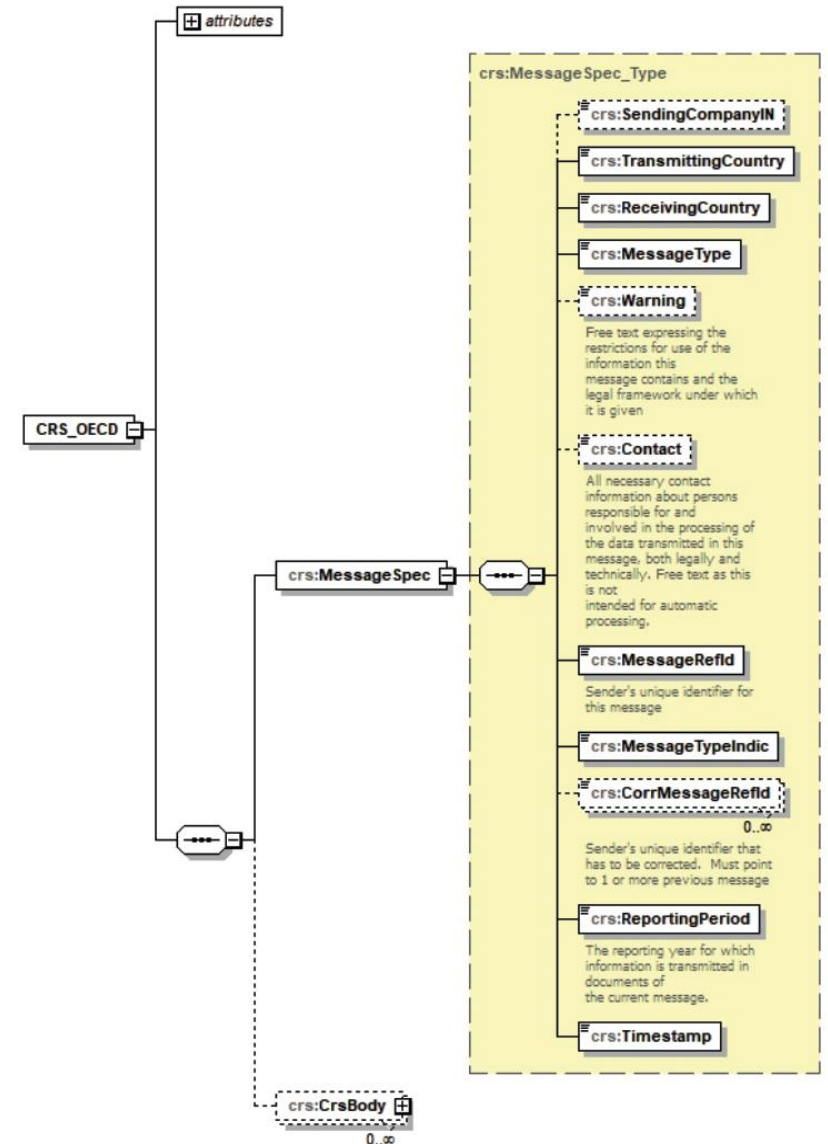 attributes
crs:MessageSpec_Type
crs:SendingCompanyIN
crs:TransmittingCountry
crs:ReceivingCountry
crs:MessageType
crs:Warning
Free text expressing the
restrictions for use of the
information this
message contains and the
legal framework under which
it is given
CRS_OECD
crs:Contact
All necessary contact
information about persons
responsible for and
involved in the processing of
the data transmitted in this
message, both legally and
technically. Free text as this
is not
intended for automatic
processing.
crs:MessageSpec
crs:MessageRefId
Sender's unique identifier for
this message
crs:MessageTypeIndic
crs:CorrMessageRefId
0..∞
Sender's unique identifier that
has to be corrected.  Must point
to 1 or more previous message
crs:ReportingPeriod
The reporting year for which
information is transmitted in
documents of
the current message.
crs:Timestamp
crs:CrsBody
0..∞